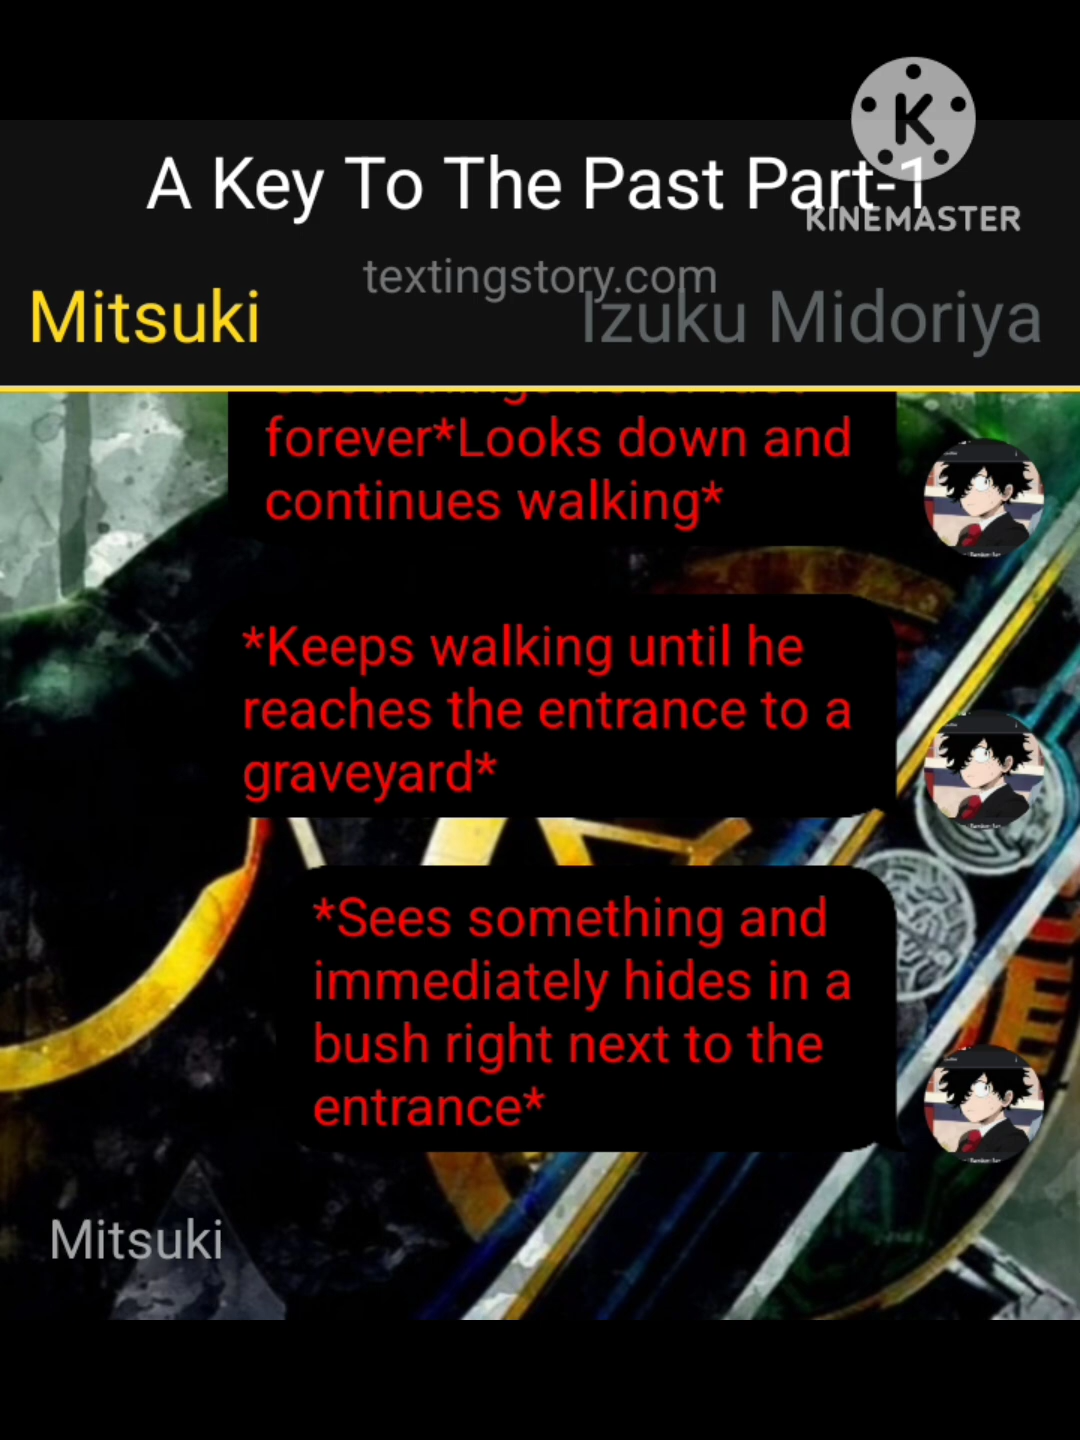 A Key To The Past Part-1
K
KINEMASTER
textingstory.com
Mitsuki
Izuku Midoriya
forever*Looks down and
continues walking*
*Keeps walking until he
reaches the entrance to a
graveyard*
*Sees something and
immediately hides in a
bush right next to the
entrance*
Mitsuki